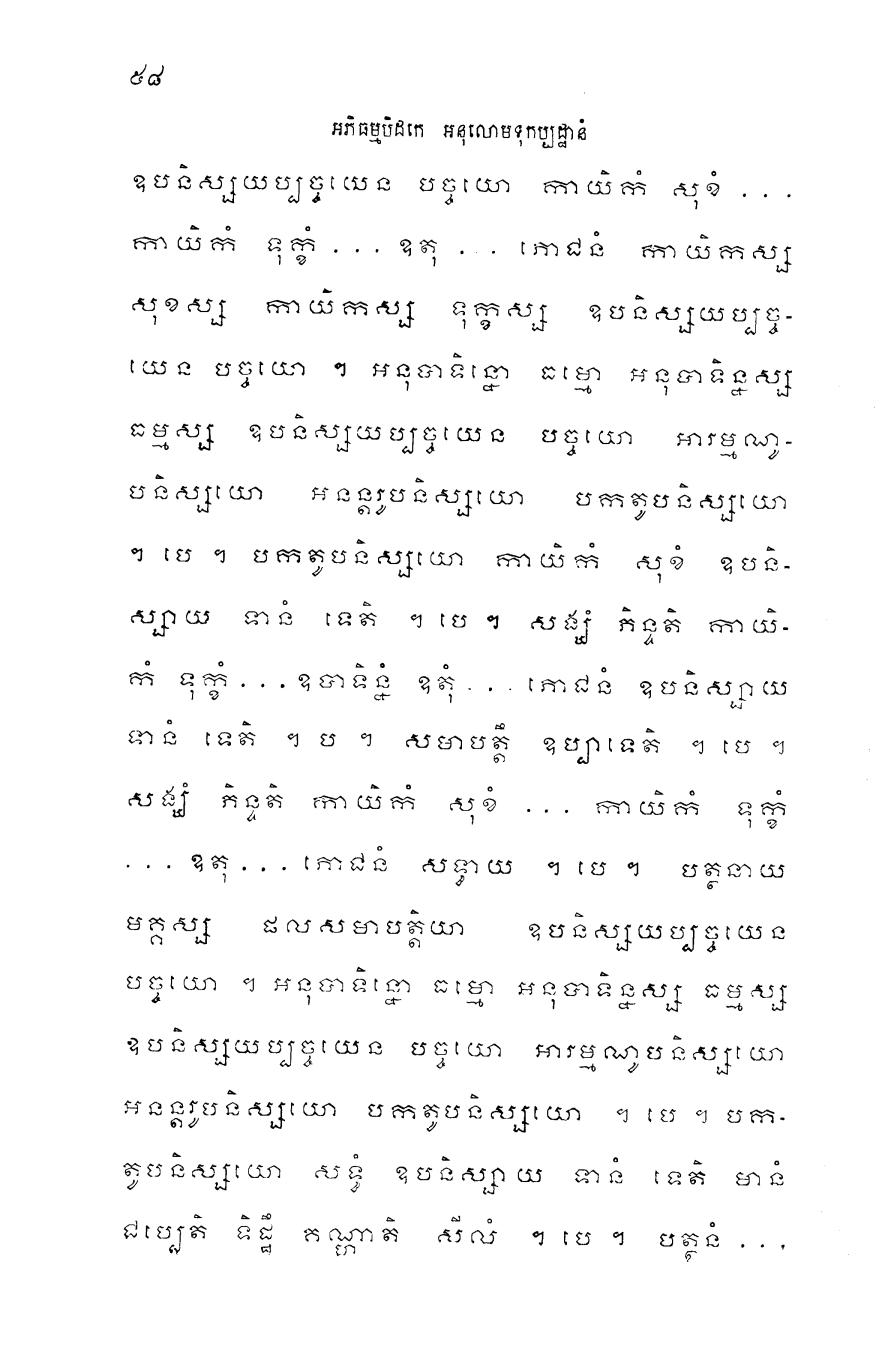 ៥៨
អភិធម្មបិដកេ អនុលោមទុកប្បដ្ឋានំ
ឧបនិស្សយប្បច្ចយេន បច្ចយោ កាយិកំ សុខំ . . .
កាយិកំ ទុក្ខំ . . . ឧតុ . . . ភោជនំ កាយិកស្ស
សុខស្ស កាយិកស្ស ទុក្ខស្ស ឧបនិស្សយប្បច្ច-
យេន បច្ចយោ ។ អនុបាទិន្នោ ធម្មោ អនុបាទិន្នស្ស
ធម្មស្ស ឧបនិស្សយប្បច្ចយេន បច្ចយោ អារម្មណូ-
បនិស្សយោ អនន្តរូបនិស្សយោ បកតូបនិស្សយោ
។ បេ ។ បកតូបនិស្សយោ កាយិកំ សុខំ ឧបនិ-
ស្សាយ ទានំ ទេតិ ។ បេ ។ សង្ឃំ ភិន្ទតិ កាយិ-
កំ ទុក្ខំ . . . ឧបាទិន្នំ ឧតុំ . . . ភោជនំ ឧបនិស្សាយ
ទានំ ទេតិ ។ ប ។ សមាបត្តឹ ឧប្បាទេតិ ។ បេ ។
សង្ឃំ ភិន្ទតិ កាយិកំ សុខំ . . . កាយិកំ ទុក្ខំ
. . . ឧតុ . . . ភោជនំ សទ្ធាយ ។ បេ ។ បត្ថនាយ
មគ្គស្ស ផលសមាបត្តិយា ឧបនិស្សយប្បច្ចយេន
បច្ចយោ ។ អនុបាទិន្នោ ធម្មោ អនុបាទិន្នស្ស ធម្មស្ស
ឧបនិស្សយប្បច្ចយេន បច្ចយោ អារម្មណូបនិស្សយោ
អនន្តរូបនិស្សយោ បកតូបនិស្សយោ ។ បេ ។ បក-
តូបនិស្សយោ សទ្ធំ ឧបនិស្សាយ ទានំ ទេតិ មានំ
ជប្បេតិ ទិដ្ឋឹ គណ្ហាតិ សីលំ ។ បេ ។ បត្ថនំ . . .